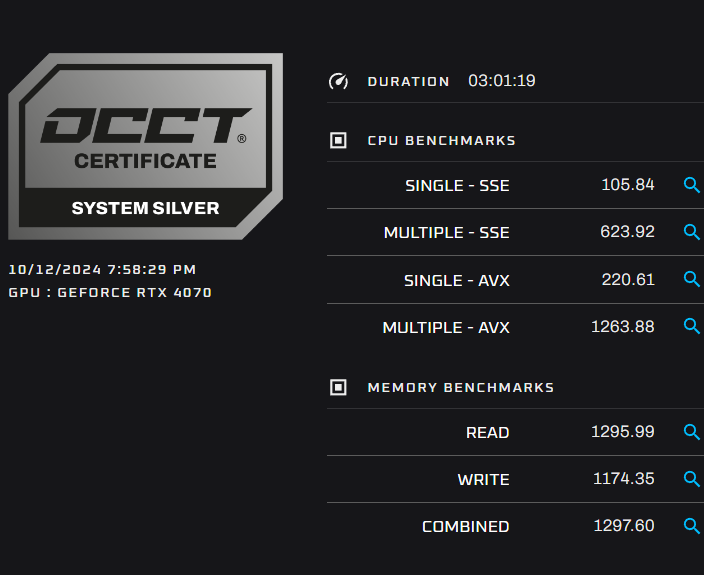 OCCT®
CERTIFICATE
SYSTEM SILVER
10/12/2024 7:58:29 PM
GPU : GEFORCE RTX 4070
DURATION 03:01:19
CPU BENCHMARKS
SINGLE - SSE 105.84
MULTIPLE - SSE 623.92
SINGLE - AVX 220.61
MULTIPLE - AVX 1263.88
MEMORY BENCHMARKS
READ 1295.99
WRITE 1174.35
COMBINED 1297.60